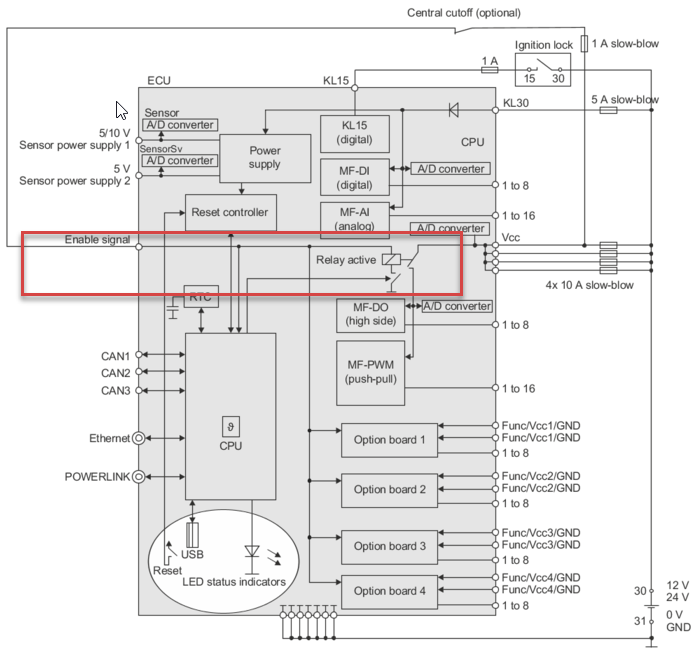 Central cutoff (optional)
1 A slow-blow
Ignition lock
1 A
15 30
ECU
KL15
KL30
5 A slow-blow
CPU
Sensor
A/D converter
5/10 V
Sensor power supply 1
SensorSv
A/D converter
5 V
Sensor power supply 2
Power
supply
KL15
(digital)
MF-DI
(digital)
A/D converter
1 to 8
Reset controller
MF-AI
(analog)
1 to 16
A/D converter
Enable signal
Vcc
Relay active
4x 10 A slow-blow
RTC
MF-DO
(high side)
A/D converter
1 to 8
MF-PWM
(push-pull)
1 to 16
CAN1
CAN2
CAN3
ϑ
CPU
Ethernet
POWERLINK
Option board 1
Func/Vcc1/GND
Func/Vcc1/GND
1 to 8
Option board 2
Func/Vcc2/GND
Func/Vcc2/GND
1 to 8
Option board 3
Func/Vcc3/GND
Func/Vcc3/GND
1 to 8
Option board 4
Func/Vcc4/GND
Func/Vcc4/GND
1 to 8
USB
Reset
LED status indicators
30
12 V
24 V
31
0 V
GND